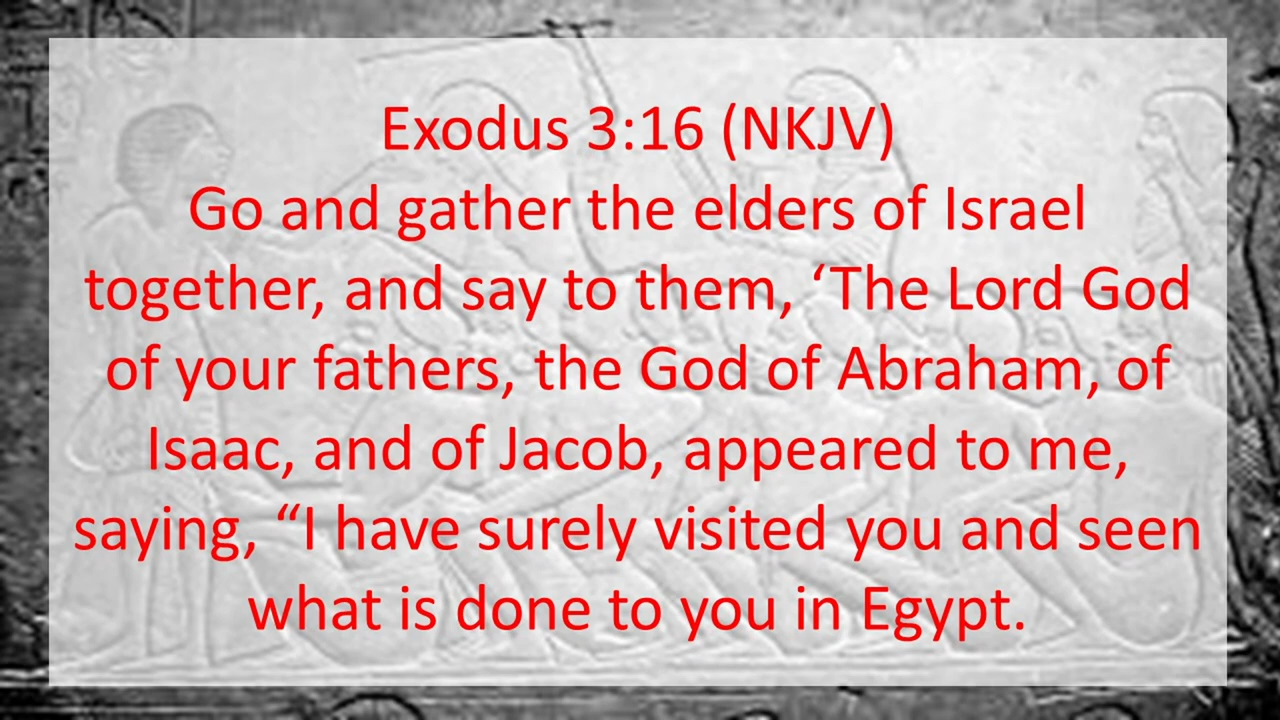 Exodus 3:16 (NKJV)
Go and gather the elders of Israel
together, and say to them, ‘The Lord God
of your fathers, the God of Abraham, of
Isaac, and of Jacob, appeared to me,
saying, “I have surely visited you and seen
what is done to you in Egypt.